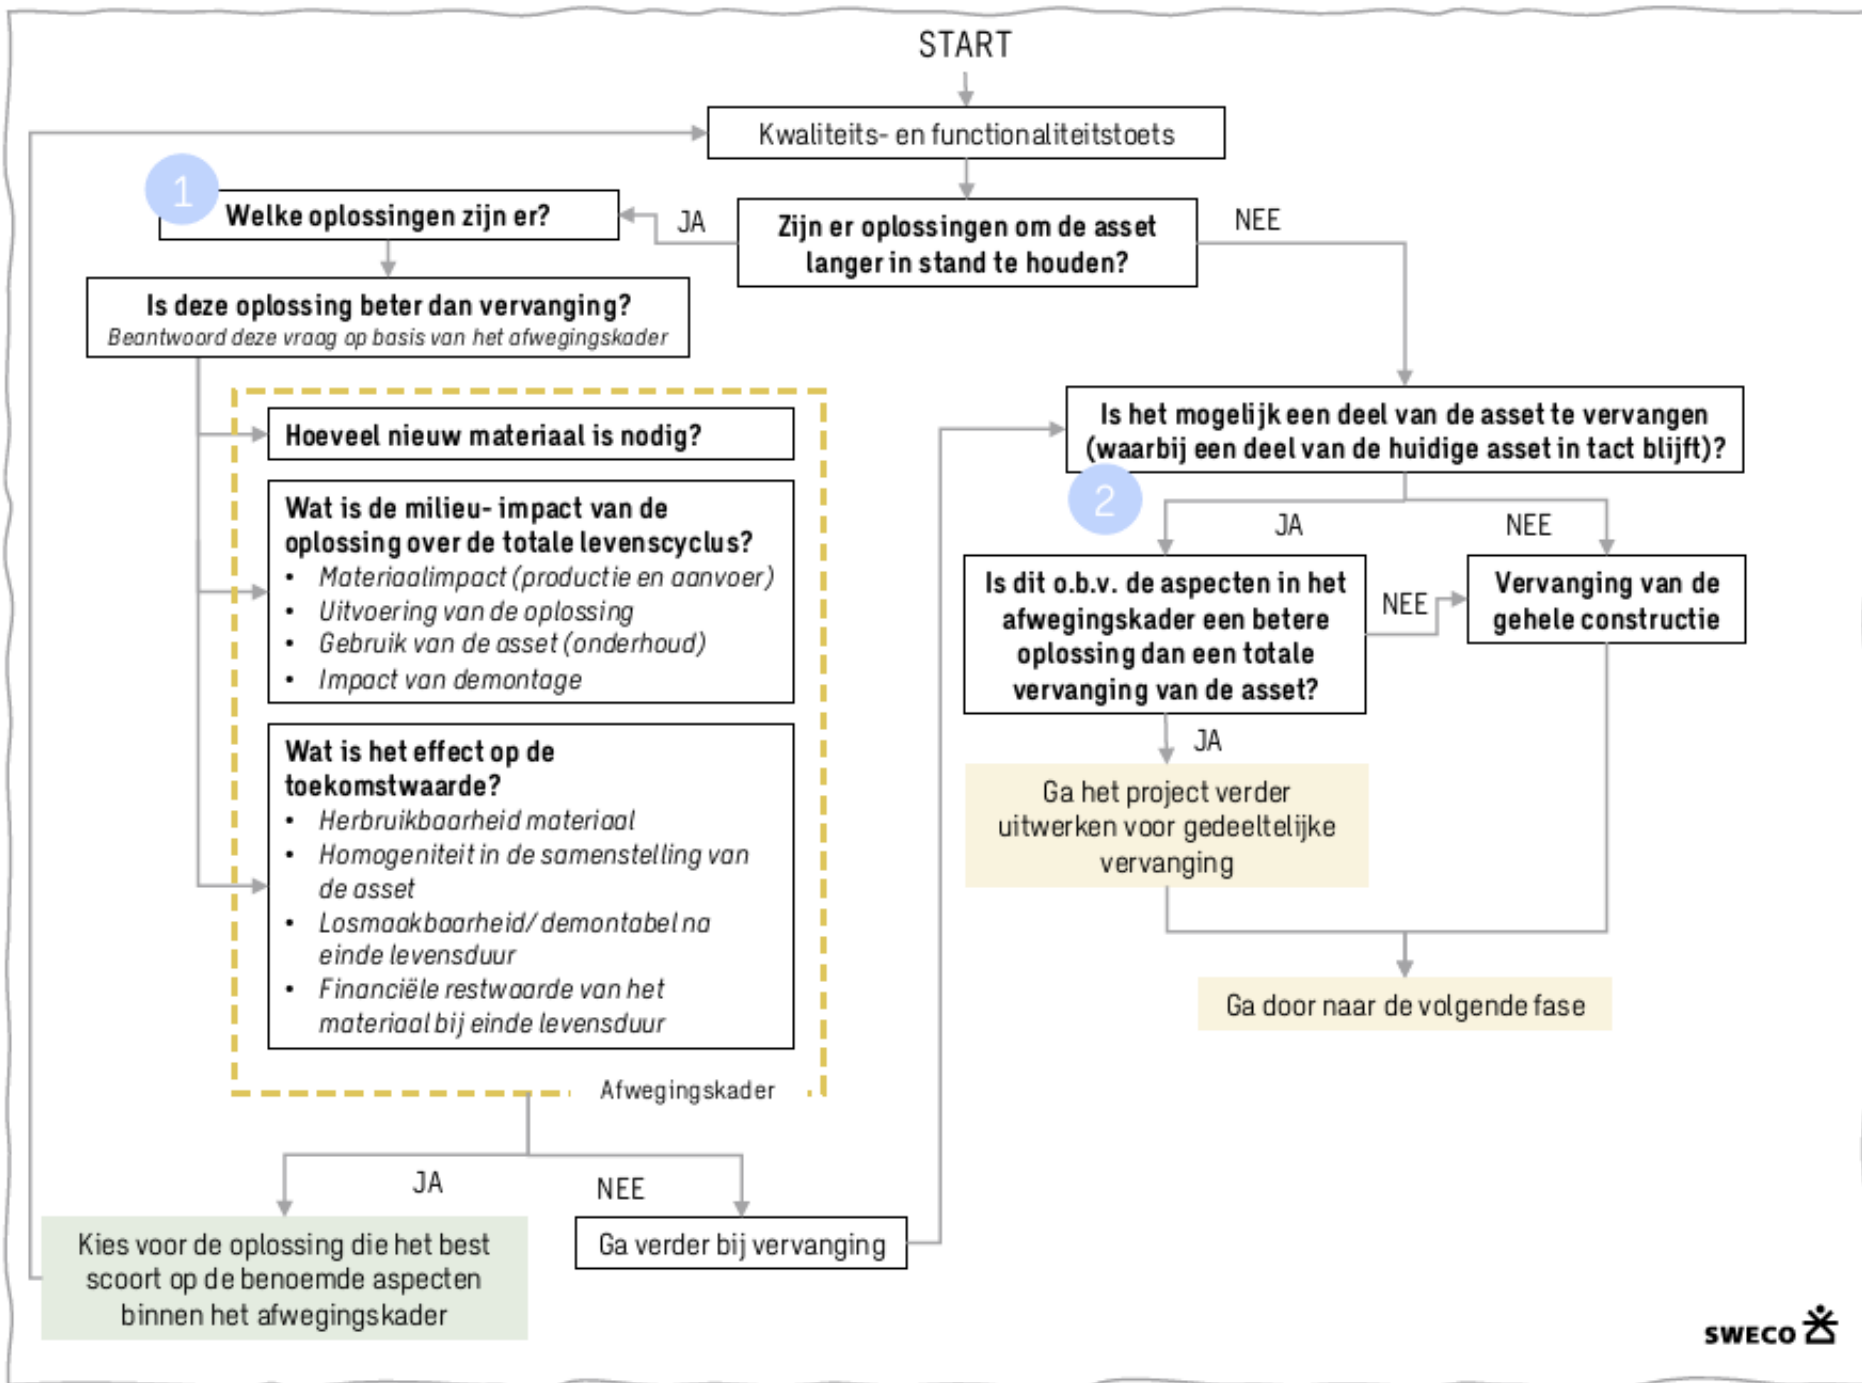 START
Kwaliteits- en functionaliteitstoets
1
Welke oplossingen zijn er?
JA
Zijn er oplossingen om de asset
langer in stand te houden?
NEE
Is deze oplossing beter dan vervanging?
Beantwoord deze vraag op basis van het afwegingskader
Hoeveel nieuw materiaal is nodig?
Wat is de milieu- impact van de
oplossing over de totale levenscyclus?
• Materiaalimpact (productie en aanvoer)
• Uitvoering van de oplossing
• Gebruik van de asset (onderhoud)
• Impact van demontage
Wat is het effect op de
toekomstwaarde?
• Herbruikbaarheid materiaal
• Homogeniteit in de samenstelling van
de asset
• Losmaakbaarheid/ demontabel na
einde levensduur
• Financiële restwaarde van het
materiaal bij einde levensduur
Afwegingskader
JA
NEE
Kies voor de oplossing die het best
scoort op de benoemde aspecten
binnen het afwegingskader
Ga verder bij vervanging
Is het mogelijk een deel van de asset te vervangen
(waarbij een deel van de huidige asset in tact blijft)?
2
JA
NEE
Is dit o.b.v. de aspecten in het
afwegingskader een betere
oplossing dan een totale
vervanging van de asset?
NEE
Vervanging van de
gehele constructie
JA
Ga het project verder
uitwerken voor gedeeltelijke
vervanging
Ga door naar de volgende fase
SWECO